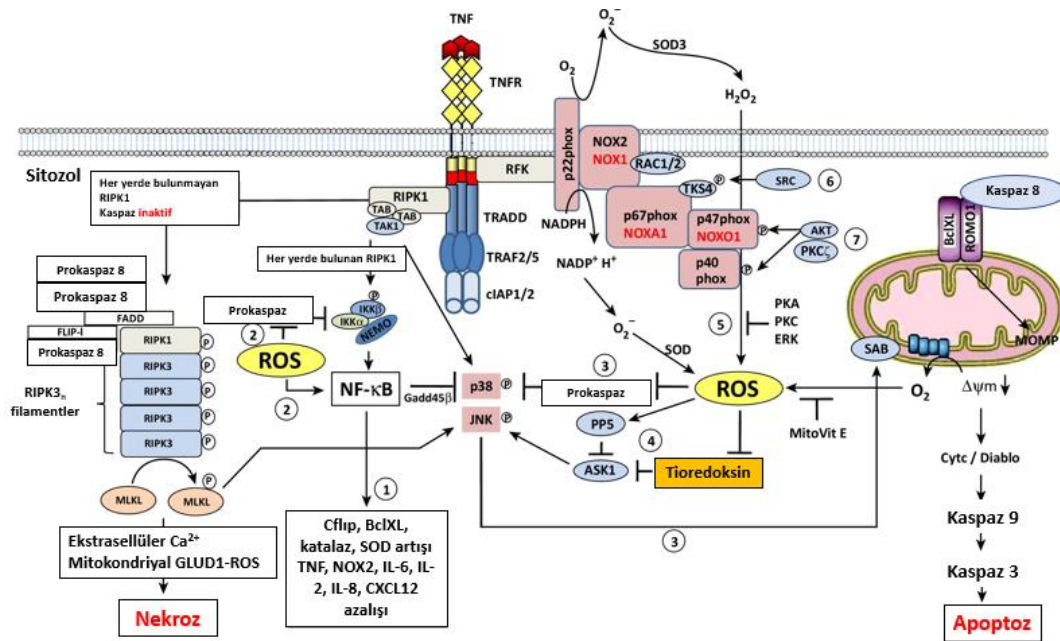 TNF
TNFR
O₂⁻
SOD3
O₂
H₂O₂
Sitozol
Her yerde bulunmayan
RIPK1
Kaspaz inaktif
RIPK1
TAB
TAB
TAK1
RFK
TRADD
TRAF2/5
cIAP1/2
p22phox
NOX2
NOX1
RAC1/2
TKS4
P
SRC
6
p67phox
NOXA1
p47phox
NOXO1
P
AKT
PKCζ
7
p40
phox
P
NADPH
NADP⁺ H⁺
O₂⁻
SOD
5
PKA
PKC
ERK
Kaspaz 8
BclXL
ROMO1
MOMP
SAB
O₂
Δψm
MitoVit E
Cytc / Diablo
Kaspaz 9
Kaspaz 3
Apoptoz
Her yerde bulunan RIPK1
Prokaspaz 8
Prokaspaz 8
FADD
FLIP-l
Prokaspaz 8
RIPK1
P
RIPK3
P
RIPK3
P
RIPK3
P
RIPK3
P
RIPK3ₙ
filamentler
Prokaspaz
2
ROS
2
P
IKKβ
IKKα
NEMO
NF-κB
Gadd45β
p38
P
JNK
P
3
Prokaspaz
ROS
PP5
4
ASK1
Tioredoksin
3
MLKL
MLKL
P
Ekstrasellüler Ca²⁺
Mitokondriyal GLUD1-ROS
Nekroz
1
Cflıp, BclXL,
katalaz, SOD artışı
TNF, NOX2, IL-6, IL-
2, IL-8, CXCL12
azalışı